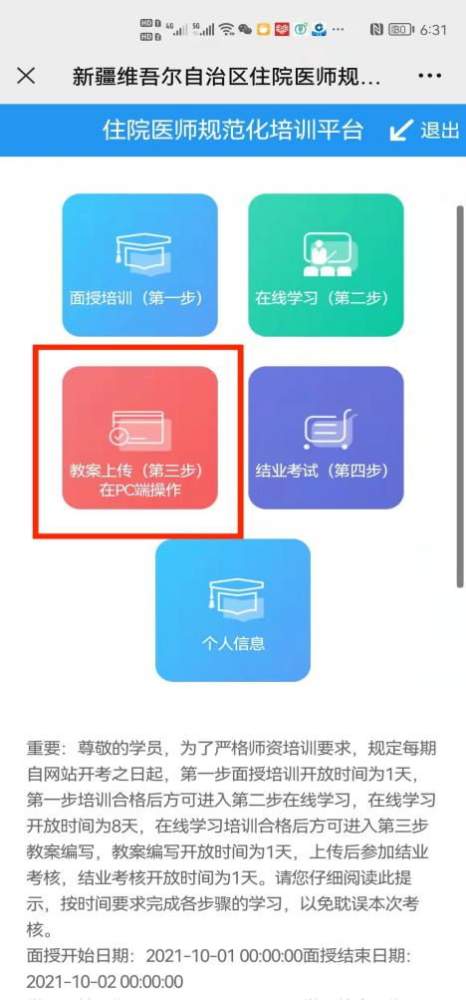 HD 1 4G 5G HD 2 80 6:31
新疆维吾尔自治区住院医师规...
住院医师规范化培训平台 退出
面授培训（第一步）
在线学习（第二步）
教案上传（第三步）
在PC端操作
结业考试（第四步）
个人信息
重要：尊敬的学员，为了严格师资培训要求，规定每期
自网站开考之日起，第一步面授培训开放时间为1天，
第一步培训合格后方可进入第二步在线学习，在线学习
开放时间为8天，在线学习培训合格后方可进入第三步
教案编写，教案编写开放时间为1天，上传后参加结业
考核，结业考核开放时间为1天。请您仔细阅读此提
示，按时间要求完成各步骤的学习，以免耽误本次考
核。
面授开始日期：2021-10-01 00:00:00面授结束日期：
2021-10-02 00:00:00